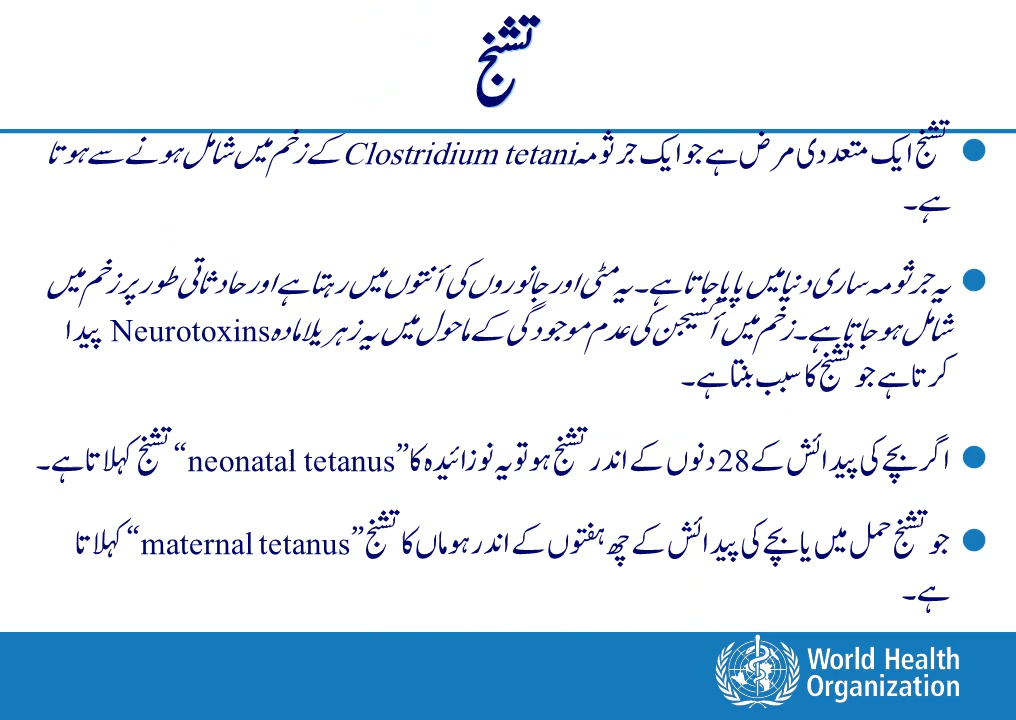 تشنج
تشنج ایک متعددی مرض ہے جو ایک جرثومہ Clostridium tetani کے زخم میں شامل ہونے سے ہوتا
ہے۔
یہ جرثومہ ساری دنیا میں پایا جاتا ہے۔ یہ مٹی اور جانوروں کی أنتوں میں رہتا ہے اور حادثاتی طور پر زخم میں
شامل ہو جاتا ہے۔ زخم میں أکسیجن کی عدم موجودگی کے ماحول میں یہ زہریلا مادہ Neurotoxins پیدا
کرتا ہے جو تشنج کا سبب بنتا ہے۔
اگر بچے کی پیدائش کے 28 دنوں کے اندر تشنج ہو تو یہ نوزائیدہ کا ”neonatal tetanus“ تشنج کہلاتا ہے۔
جو تشنج حمل میں یا بچے کی پیدائش کے چھ ہفتوں کے اندر ہو ماں کا تشنج ”maternal tetanus“ کہلاتا
ہے۔
World Health
Organization